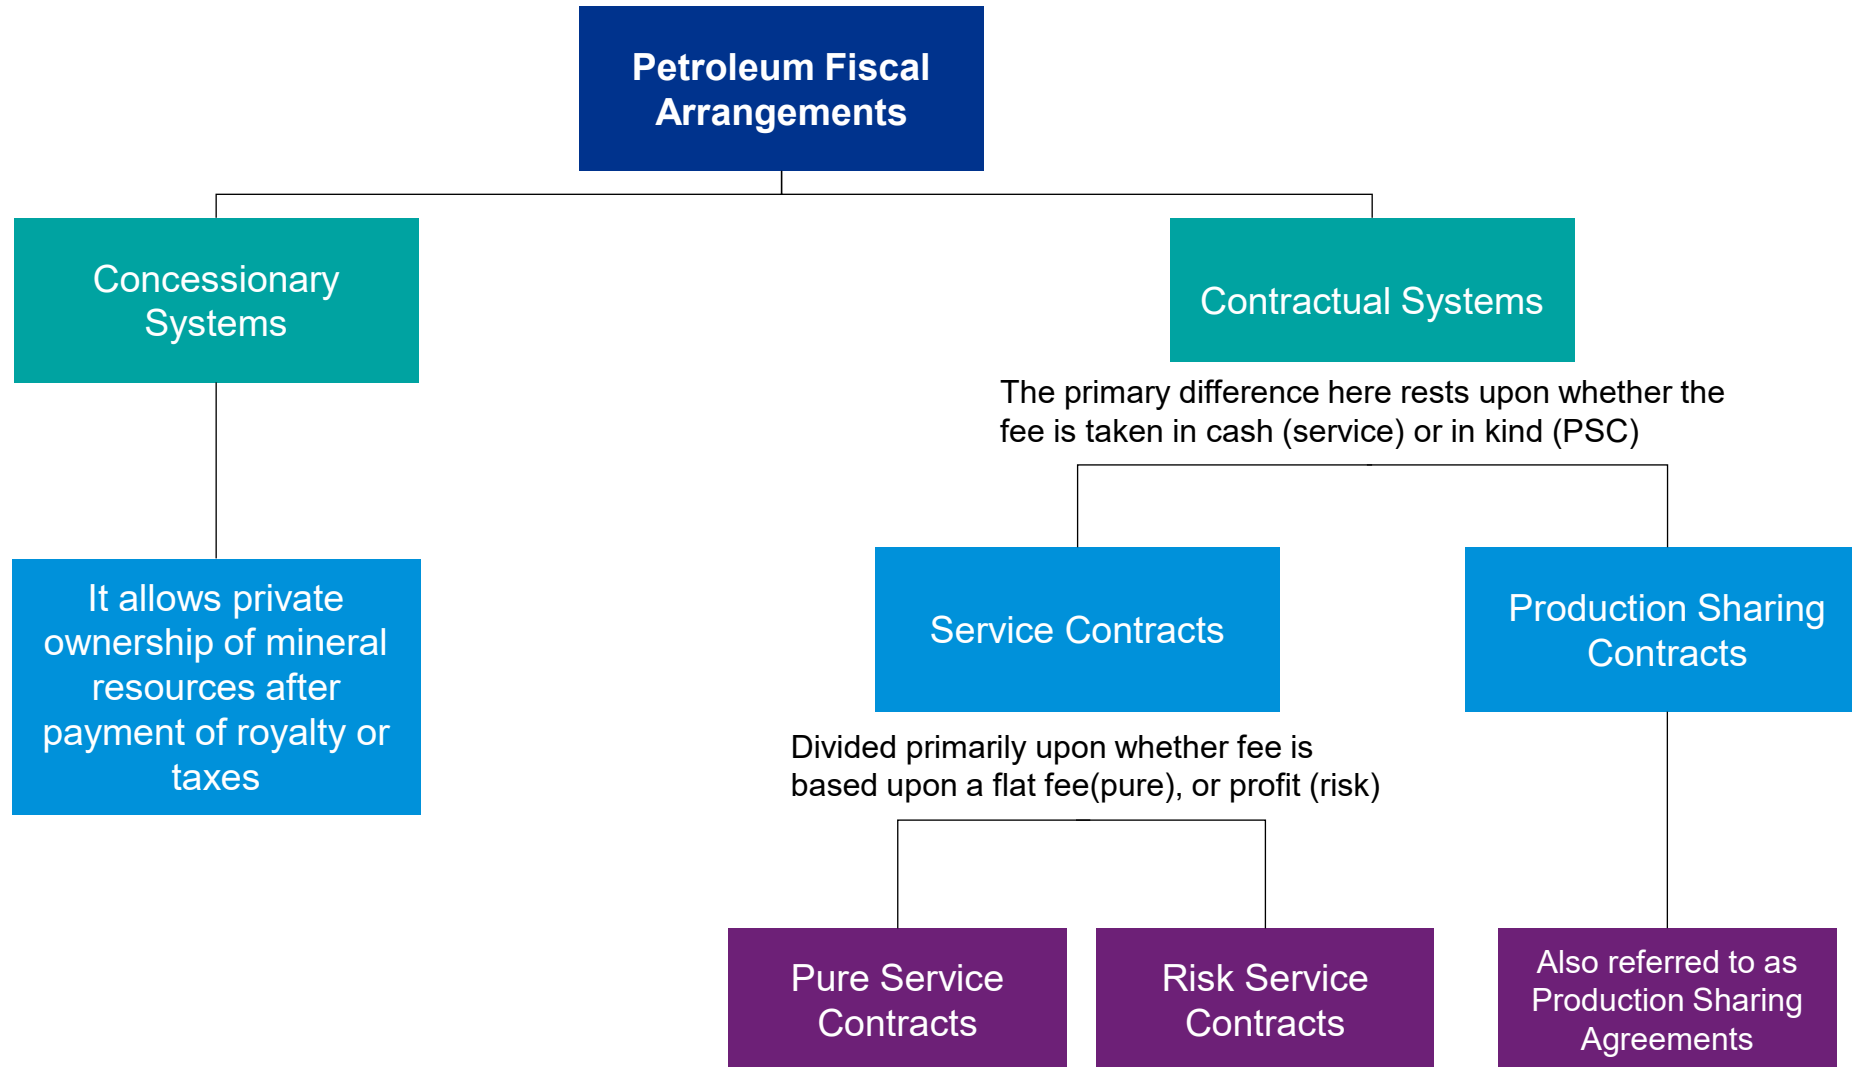 Petroleum Fiscal
Arrangements
Concessionary
Systems
Contractual Systems
The primary difference here rests upon whether the
fee is taken in cash (service) or in kind (PSC)
It allows private
ownership of mineral
resources after
payment of royalty or
taxes
Service Contracts
Production Sharing
Contracts
Divided primarily upon whether fee is
based upon a flat fee(pure), or profit (risk)
Pure Service
Contracts
Risk Service
Contracts
Also referred to as
Production Sharing
Agreements